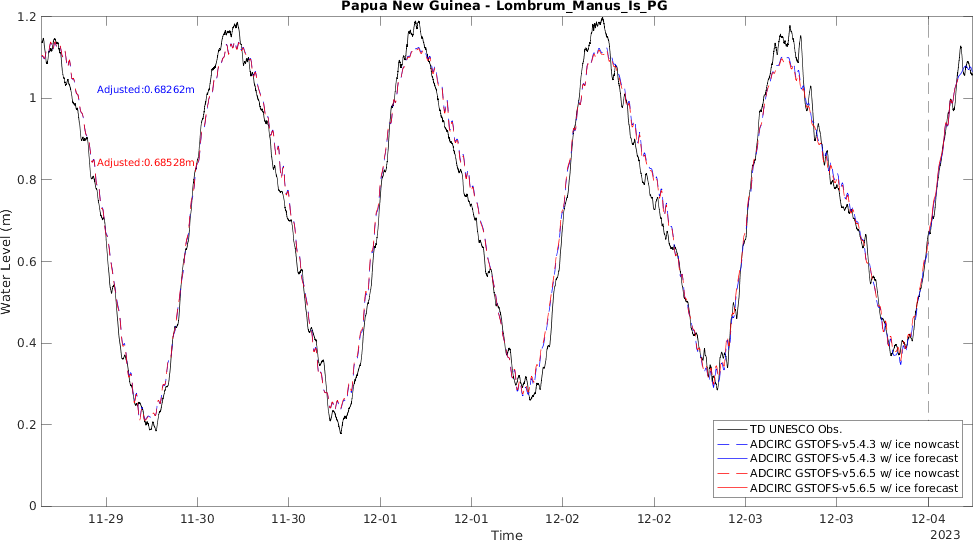 Papua New Guinea - Lombrum_Manus_Is_PG
1.2
1
0.8
0.6
0.4
0.2
0
Water Level (m)
Adjusted:0.68262m
Adjusted:0.68528m
TD UNESCO Obs.
ADCIRC GSTOFS-v5.4.3 w/ ice nowcast
ADCIRC GSTOFS-v5.4.3 w/ ice forecast
ADCIRC GSTOFS-v5.6.5 w/ ice nowcast
ADCIRC GSTOFS-v5.6.5 w/ ice forecast
11-29 11-30 11-30 12-01 12-01 12-02 12-02 12-03 12-03 12-04
Time
2023